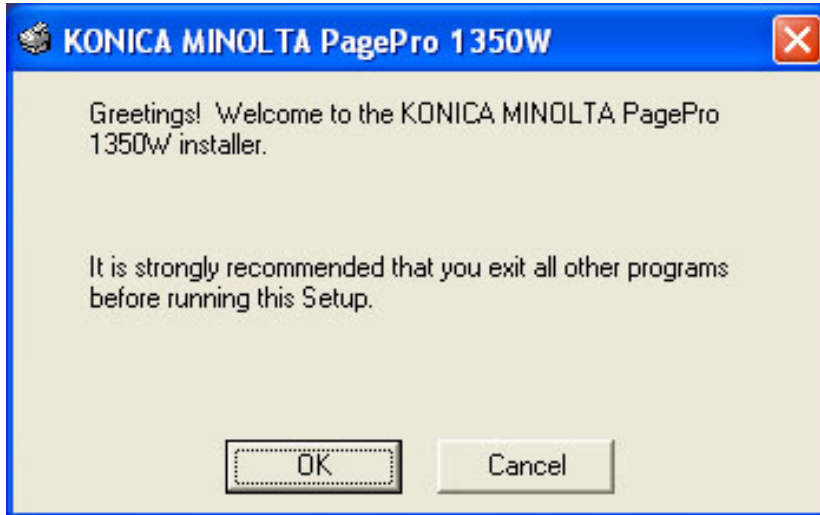 KONICA MINOLTA PagePro 1350W
Greetings!  Welcome to the KONICA MINOLTA PagePro
1350W installer.
It is strongly recommended that you exit all other programs
before running this Setup.
OK
Cancel